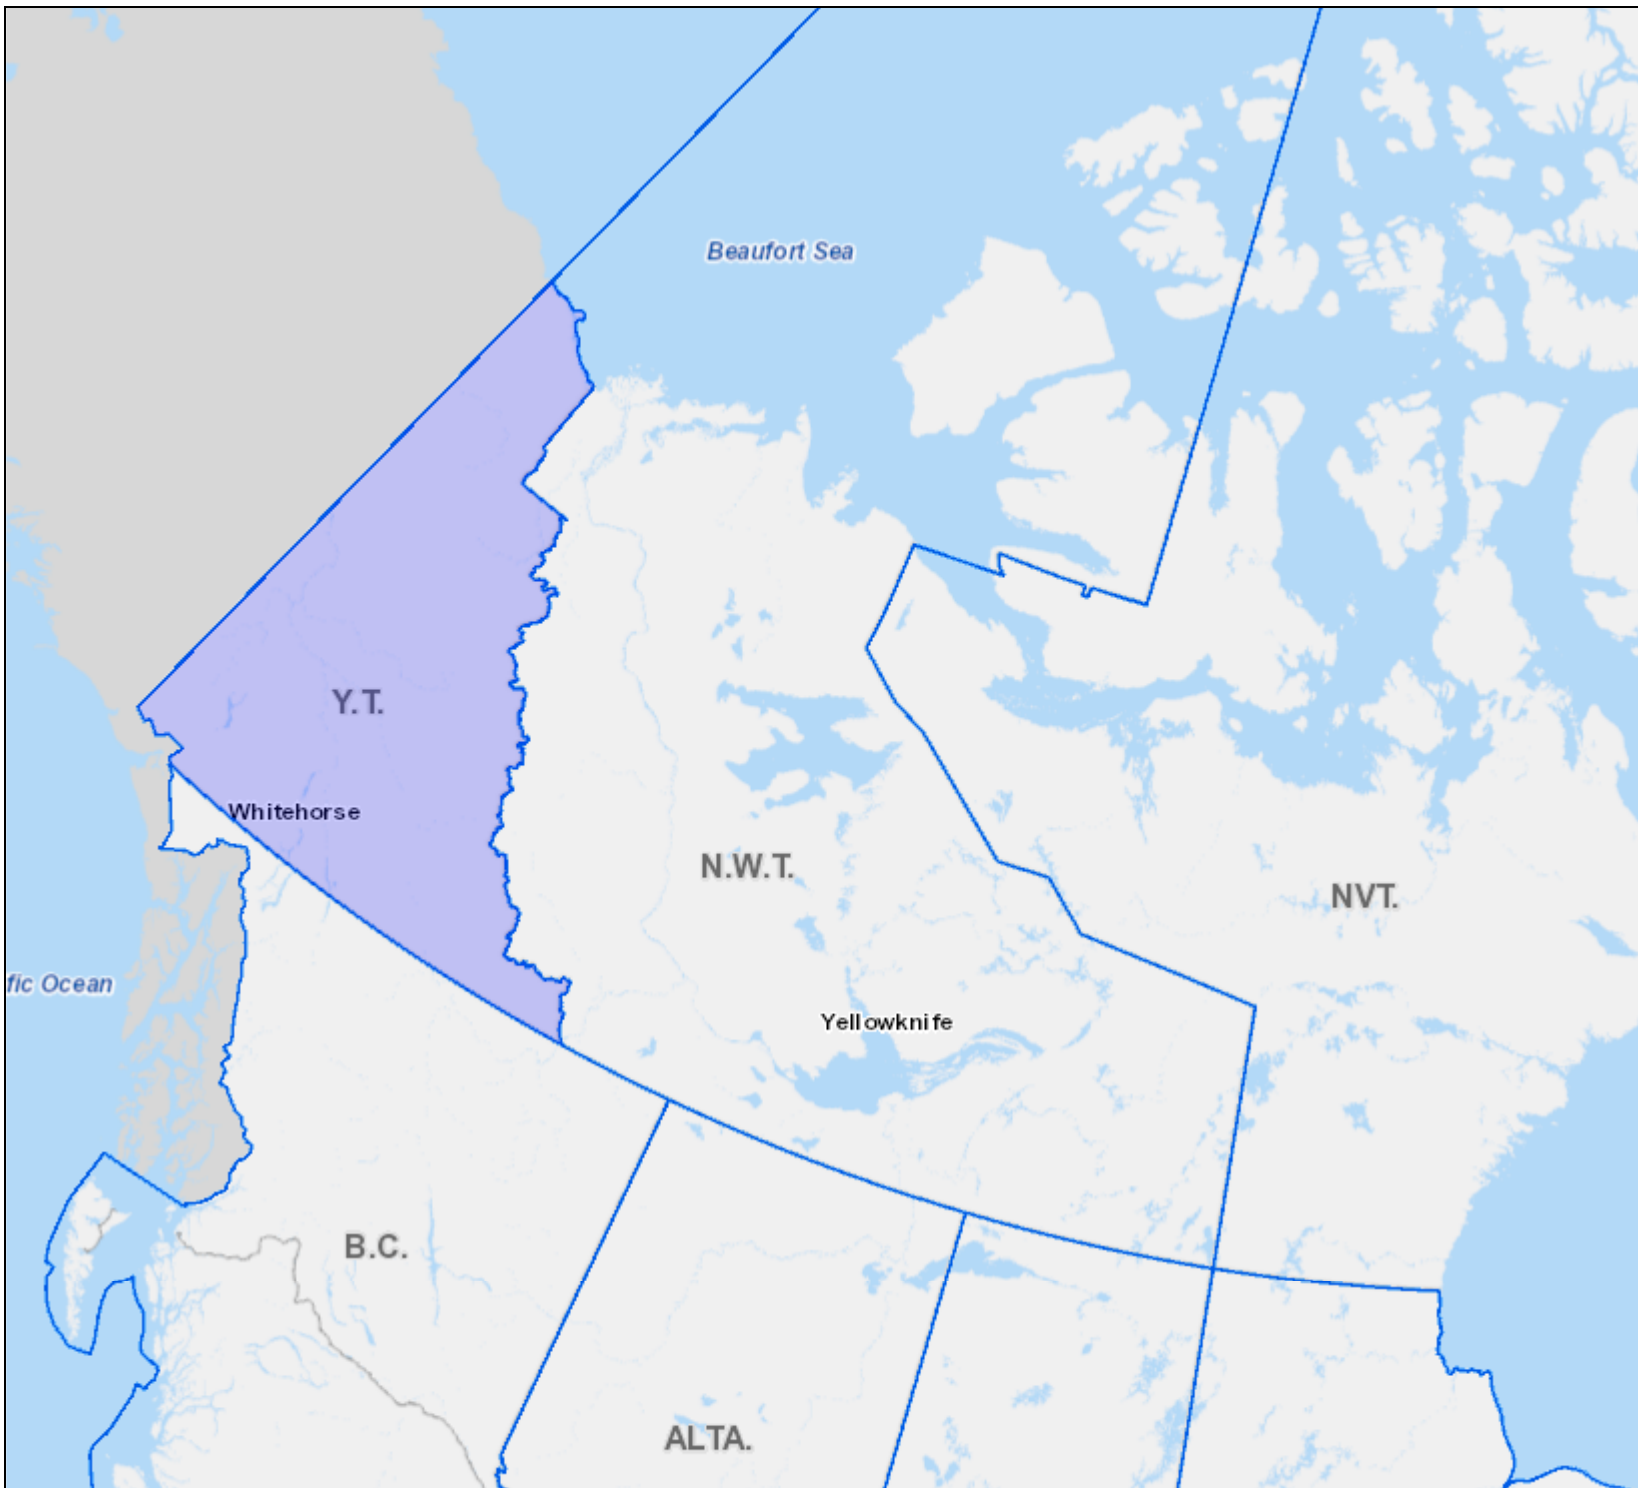 Beaufort Sea
Y.T.
Whitehorse
N.W.T.
NVT.
fic Ocean
Yellowknife
B.C.
ALTA.